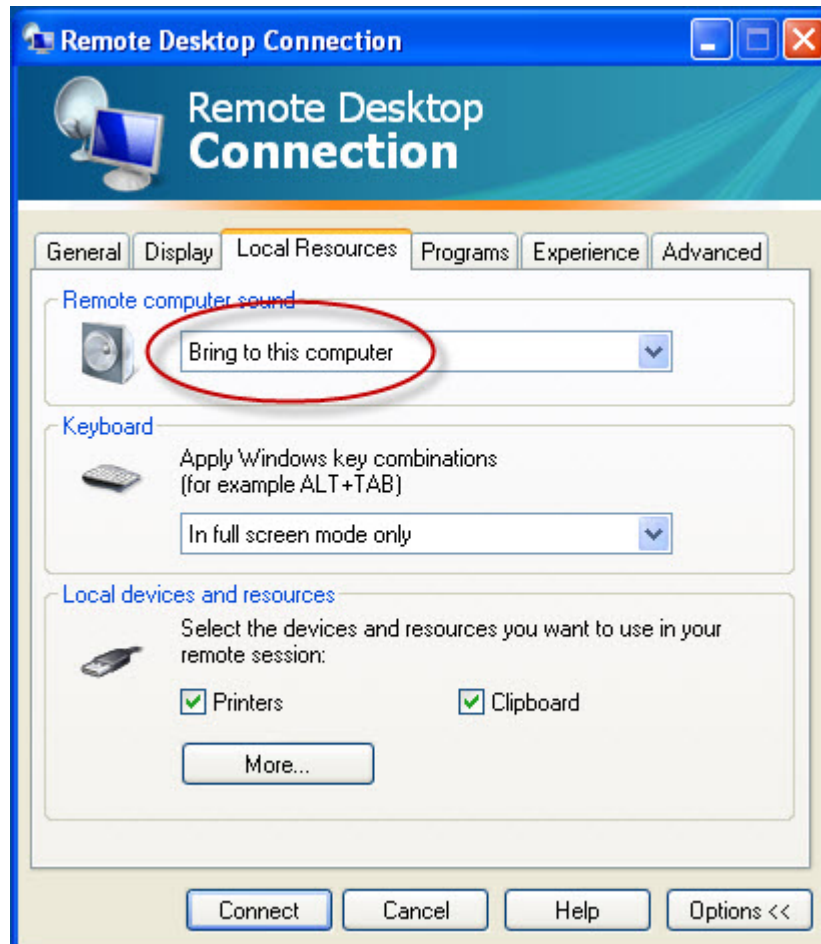 Remote Desktop Connection
Remote Desktop
Connection
General Display Local Resources Programs Experience Advanced
Remote computer sound
Bring to this computer
Keyboard
Apply Windows key combinations
(for example ALT+TAB)
In full screen mode only
Local devices and resources
Select the devices and resources you want to use in your
remote session:
Printers Clipboard
More...
Connect Cancel Help Options <<